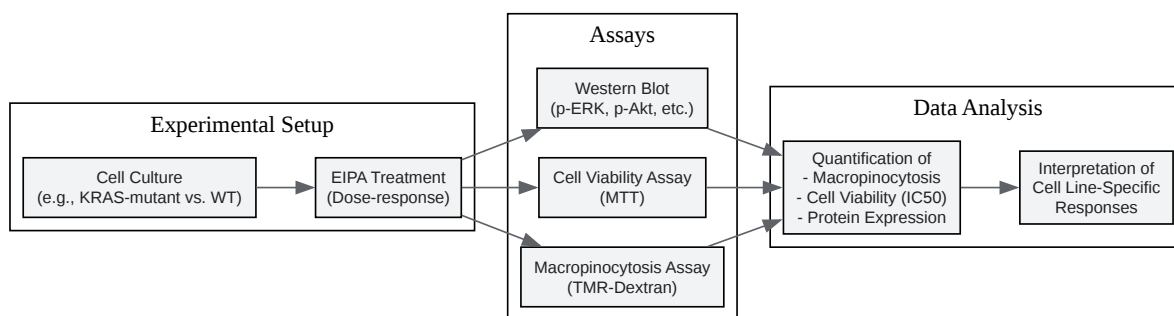 Experimental Setup
Cell Culture
(e.g., KRAS-mutant vs. WT)
EIPA Treatment
(Dose-response)
Assays
Western Blot
(p-ERK, p-Akt, etc.)
Cell Viability Assay
(MTT)
Macropinocytosis Assay
(TMR-Dextran)
Data Analysis
Quantification of
- Macropinocytosis
- Cell Viability (IC50)
- Protein Expression
Interpretation of
Cell Line-Specific
Responses